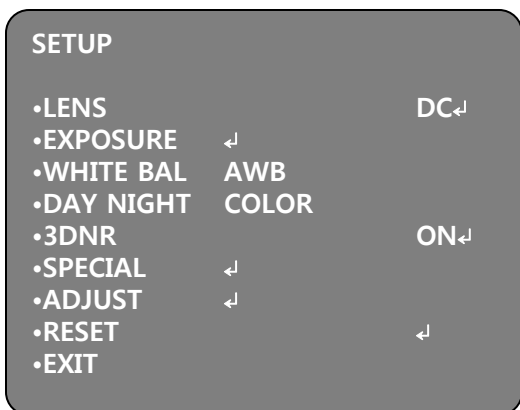 SETUP
•LENS DC↲
•EXPOSURE ↲
•WHITE BAL AWB
•DAY NIGHT COLOR
•3DNR ON↲
•SPECIAL ↲
•ADJUST ↲
•RESET ↲
•EXIT